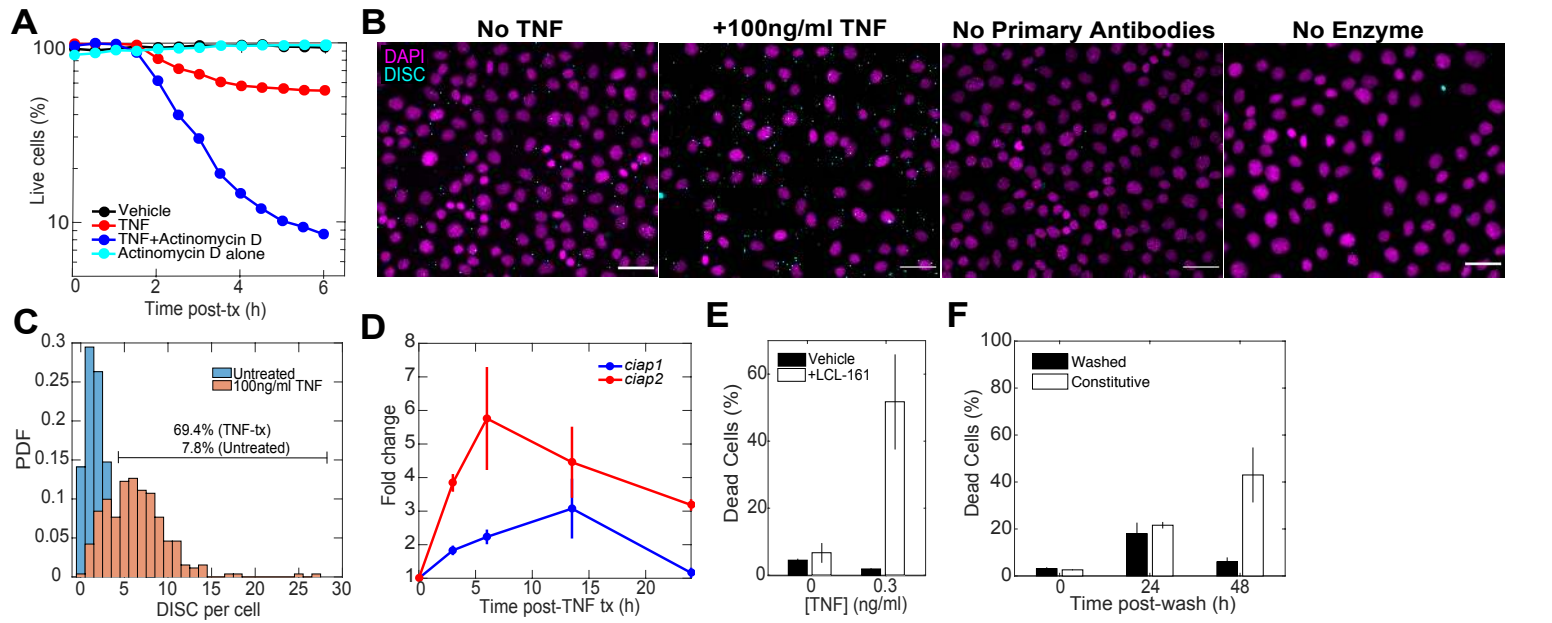 A
100
10
Live cells (%)
Vehicle
TNF
TNF+Actinomycin D
Actinomycin D alone
0 2 4 6
Time post-tx (h)
B
No TNF
+100ng/ml TNF
No Primary Antibodies
No Enzyme
DAPI
DISC
C
0.3
0.25
0.2
0.15
0.1
0.05
0
PDF
Untreated
100ng/ml TNF
69.4% (TNF-tx)
7.8% (Untreated)
0 5 10 15 20 25 30
DISC per cell
D
8
7
6
5
4
3
2
1
Fold change
ciap1
ciap2
0 5 10 15 20
Time post-TNF tx (h)
E
60
40
20
0
Dead Cells (%)
Vehicle
+LCL-161
0 0.3
[TNF] (ng/ml)
F
100
80
60
40
20
0
Dead Cells (%)
Washed
Constitutive
0 24 48
Time post-wash (h)